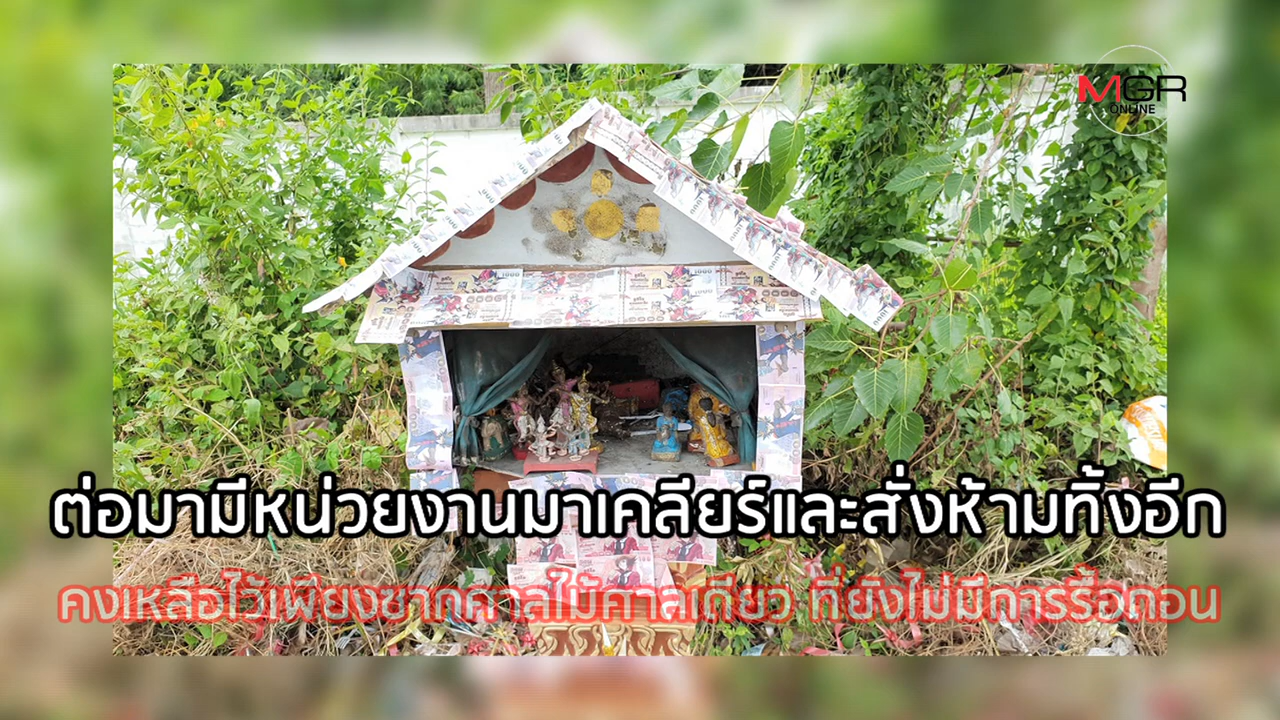 MGR
ONLINE
ต่อมามีหน่วยงานมาเคลียร์และสั่งห้ามทิ้งอีก
คงเหลือไว้เพียงซากศาลไม้ศาลเดียว ที่ยังไม่มีการรื้อถอน